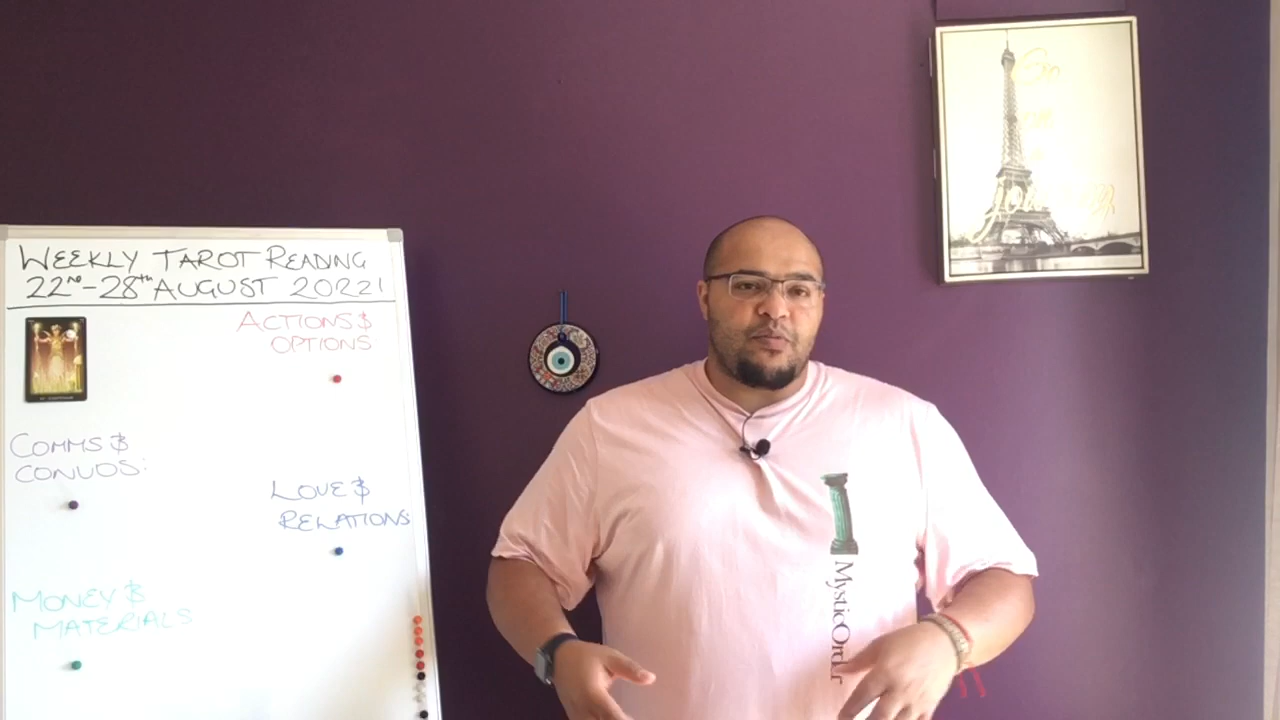 WEEKLY TAROT READING
22ND-28TH AUGUST 2022!
ACTIONS &
OPTIONS
COMMS &
CONVOS:
LOVE &
RELATIONS
MONEY &
MATERIALS
MysticOrder